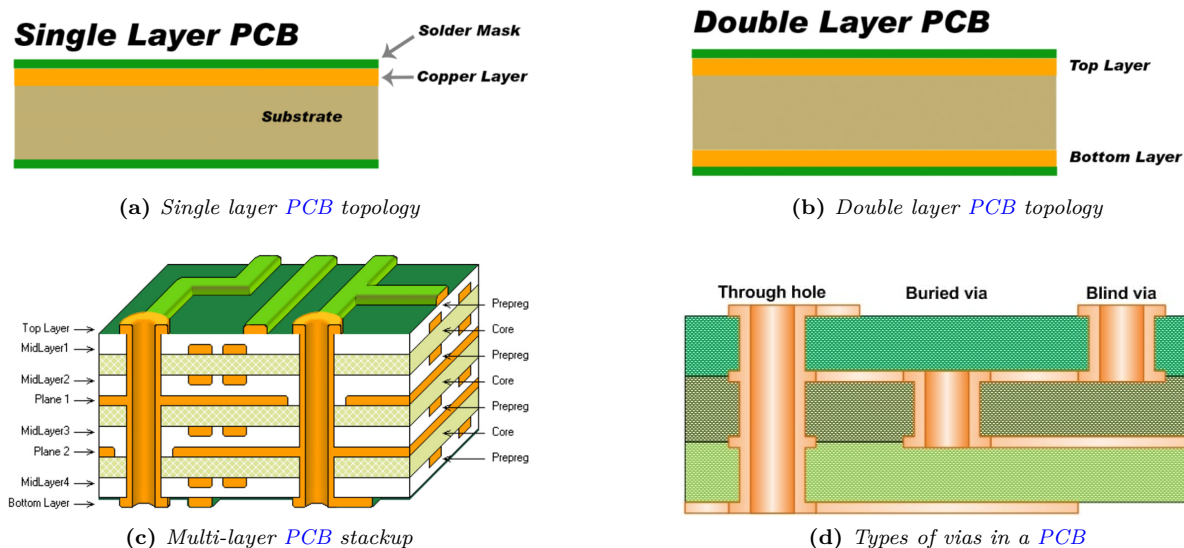 Single Layer PCB
Solder Mask
Copper Layer
Substrate
(a) Single layer PCB topology
Double Layer PCB
Top Layer
Bottom Layer
(b) Double layer PCB topology
Top Layer
MidLayer1
MidLayer2
Plane 1
MidLayer3
Plane 2
MidLayer4
Bottom Layer
Prepreg
Core
Prepreg
Core
Prepreg
Core
Prepreg
(c) Multi-layer PCB stackup
Through hole
Buried via
Blind via
(d) Types of vias in a PCB